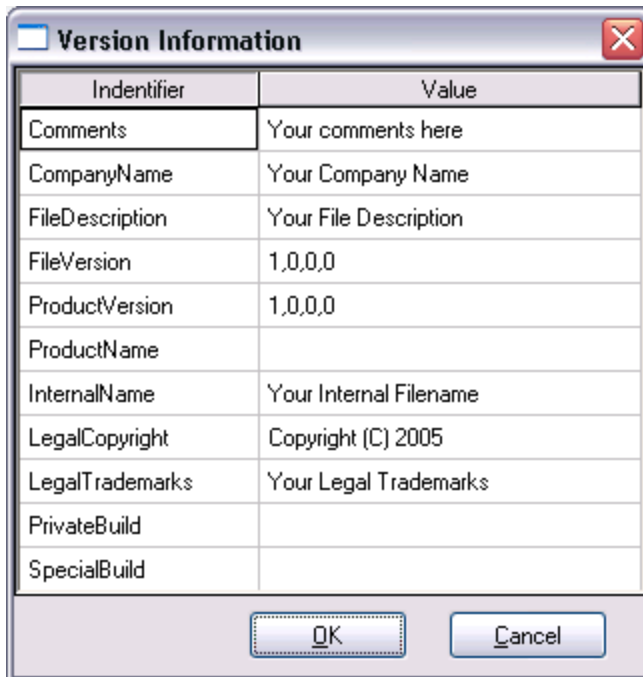 Version Information
Indentifier Value
Comments Your comments here
CompanyName Your Company Name
FileDescription Your File Description
FileVersion 1,0,0,0
ProductVersion 1,0,0,0
ProductName
InternalName Your Internal Filename
LegalCopyright Copyright (C) 2005
LegalTrademarks Your Legal Trademarks
PrivateBuild
SpecialBuild
OK Cancel